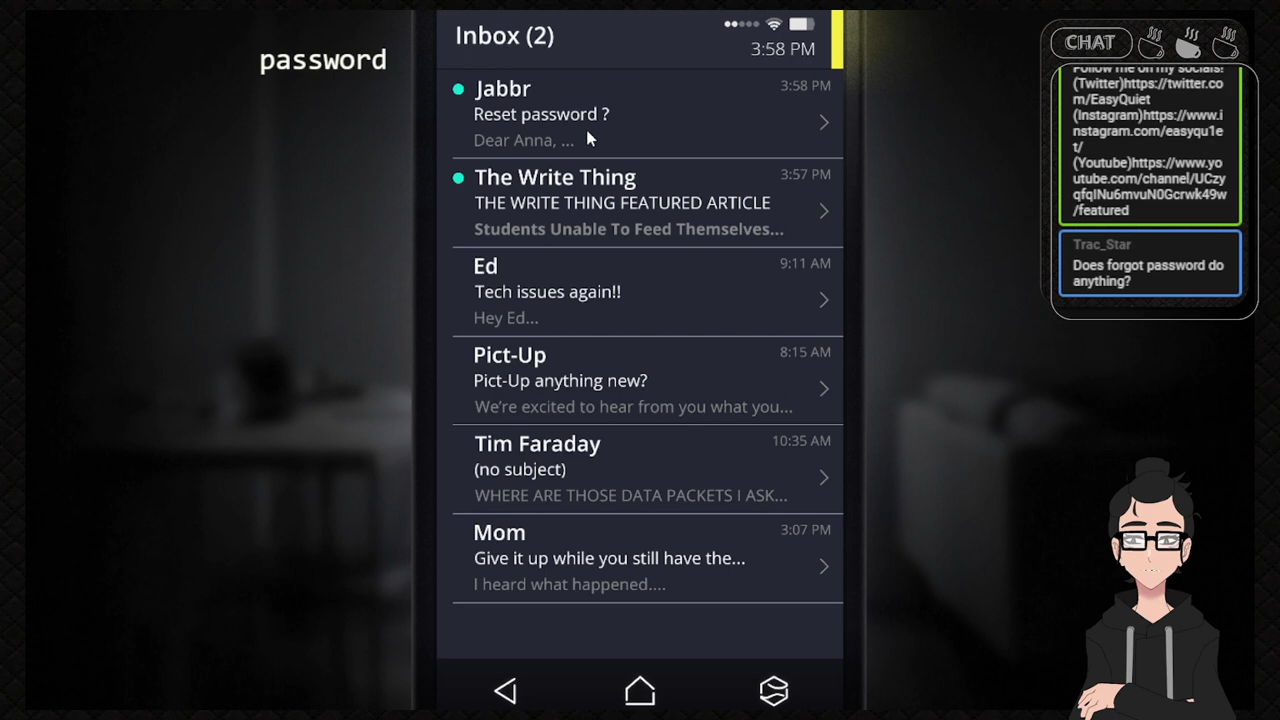 password
Inbox (2)
3:58 PM
Jabbr
3:58 PM
Reset password ?
Dear Anna, ...
The Write Thing
3:57 PM
THE WRITE THING FEATURED ARTICLE
Students Unable To Feed Themselves...
Ed
9:11 AM
Tech issues again!!
Hey Ed...
Pict-Up
8:15 AM
Pict-Up anything new?
We're excited to hear from you what you...
Tim Faraday
10:35 AM
(no subject)
WHERE ARE THOSE DATA PACKETS I ASK...
Mom
3:07 PM
Give it up while you still have the...
I heard what happened....
CHAT
Follow me on my socials!
(Twitter)https://twitter.co
m/EasyQuiet
(Instagram)https://www.i
nstagram.com/easyqu1e
t/
(Youtube)https://www.yo
utube.com/channel/UCzy
qfqINu6mvuN0Gcrwk49w
/featured
Trac_Star
Does forgot password do
anything?